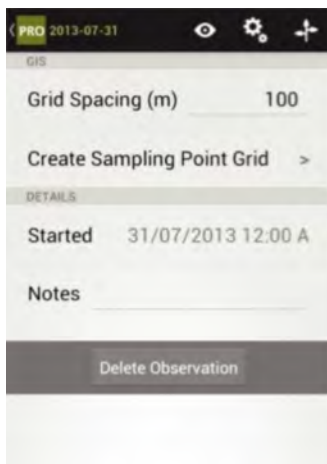 PRO 2013-07-31
GIS
Grid Spacing (m) 100
Create Sampling Point Grid >
DETAILS
Started 31/07/2013 12:00 A
Notes
Delete Observation